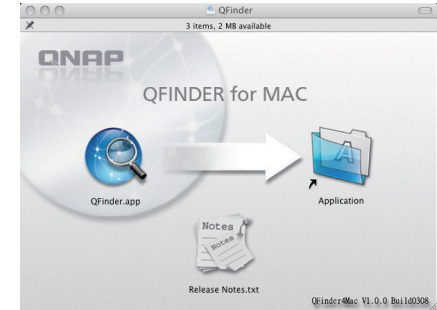 QFinder
3 items, 2 MB available
QNAP
QFINDER for MAC
QFinder.app
Application
Notes
Notes
Release Notes.txt
QFinder4Mac V1.0.0 Build0308